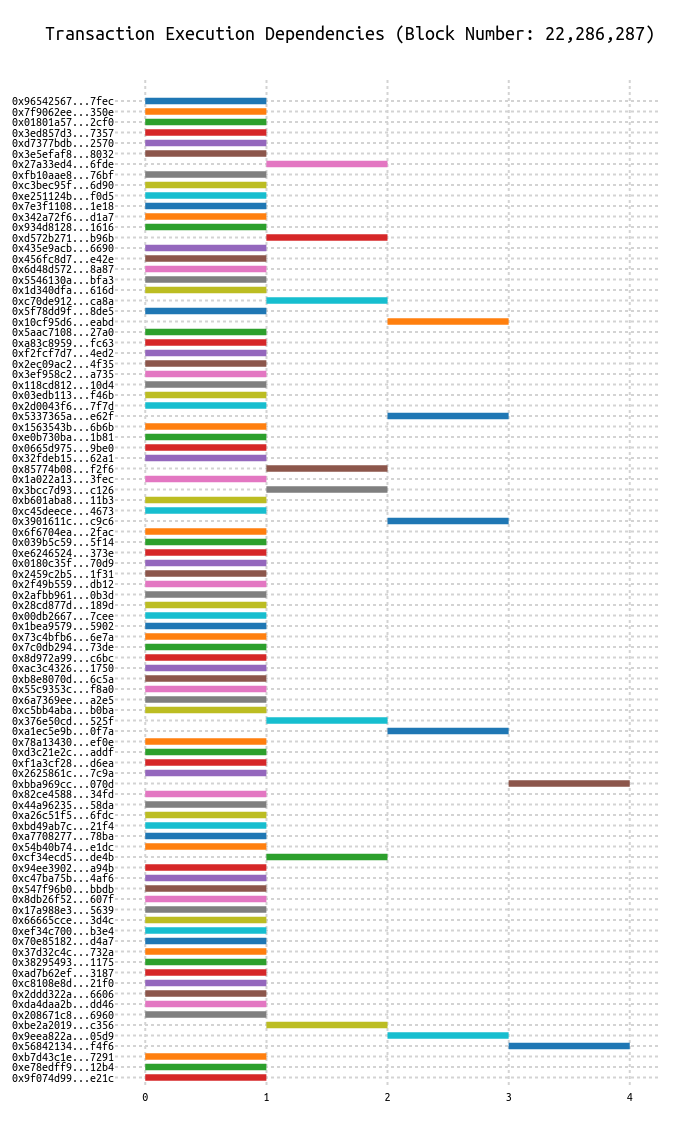 Transaction Execution Dependencies (Block Number: 22,286,287)
0x96542567...7fec
0x7f9062ee...350e
0x01801a57...2cf0
0x3ed857d3...7357
0xd7377bdb...2570
0x3e5efaf8...8032
0x27a33ed4...6fde
0xfb10aae8...76bf
0xc3bec95f...6d90
0xe251124b...f0d5
0x7e3f1108...1e18
0x342a72f6...d1a7
0x934d8128...1616
0xd572b271...b96b
0x435e9acb...6690
0x456fc8d7...e42e
0x6d48d572...8a87
0x5546130a...bfa3
0x1d340dfa...616d
0xc70de912...ca8a
0x5f78dd9f...8de5
0x10cf95d6...eabd
0x5aac7108...27a0
0xa83c8959...fc63
0xf2fcf7d7...4ed2
0x2ec09ac2...4f35
0x3ef958c2...a735
0x118cd812...10d4
0x03edb113...f46b
0x2d0043f6...7f7d
0x5337365a...e62f
0x1563543b...6b6b
0xe0b730ba...1b81
0x0665d975...9be0
0x32fdeb15...62a1
0x85774b08...f2f6
0x1a022a13...3fec
0x3bcc7d93...c126
0xb601aba8...11b3
0xc45deece...4673
0x3901611c...c9c6
0x6f6704ea...2fac
0x039b5c59...5f14
0xe6246524...373e
0x0180c35f...70d9
0x2459c2b5...1f31
0x2f49b559...db12
0x2afbb961...0b3d
0x28cd877d...189d
0x00db2667...7cee
0x1bea9579...5902
0x73c4bfb6...6e7a
0x7c0db294...73de
0x8d972a99...c6bc
0xac3c4326...1750
0xb8e8070d...6c5a
0x55c9353c...f8a0
0x6a7369ee...a2e5
0xc5bb4aba...b0ba
0x376e50cd...525f
0xa1ec5e9b...0f7a
0x78a13430...ef0e
0xd3c21e2c...addf
0xf1a3cf28...d6ea
0x2625861c...7c9a
0xbba969cc...070d
0x82ce4588...34fd
0x44a96235...58da
0xa26c51f5...6fdc
0xbd49ab7c...21f4
0xa7708277...78ba
0x54b40b74...e1dc
0xcf34ecd5...de4b
0x94ee3902...a94b
0xc47ba75b...4af6
0x547f96b0...bbdb
0x8db26f52...607f
0x17a988e3...5639
0x66665cce...3d4c
0xef34c700...b3e4
0x70e85182...d4a7
0x37d32c4c...732a
0x38295493...1175
0xad7b62ef...3187
0xc8108e8d...21f0
0x2ddd322a...6606
0xda4daa2b...dd46
0x208671c8...6960
0xbe2a2019...c356
0x9eea822a...05d9
0x56842134...f4f6
0xb7d43c1e...7291
0xe78edff9...12b4
0x9f074d99...e21c
0 1 2 3 4